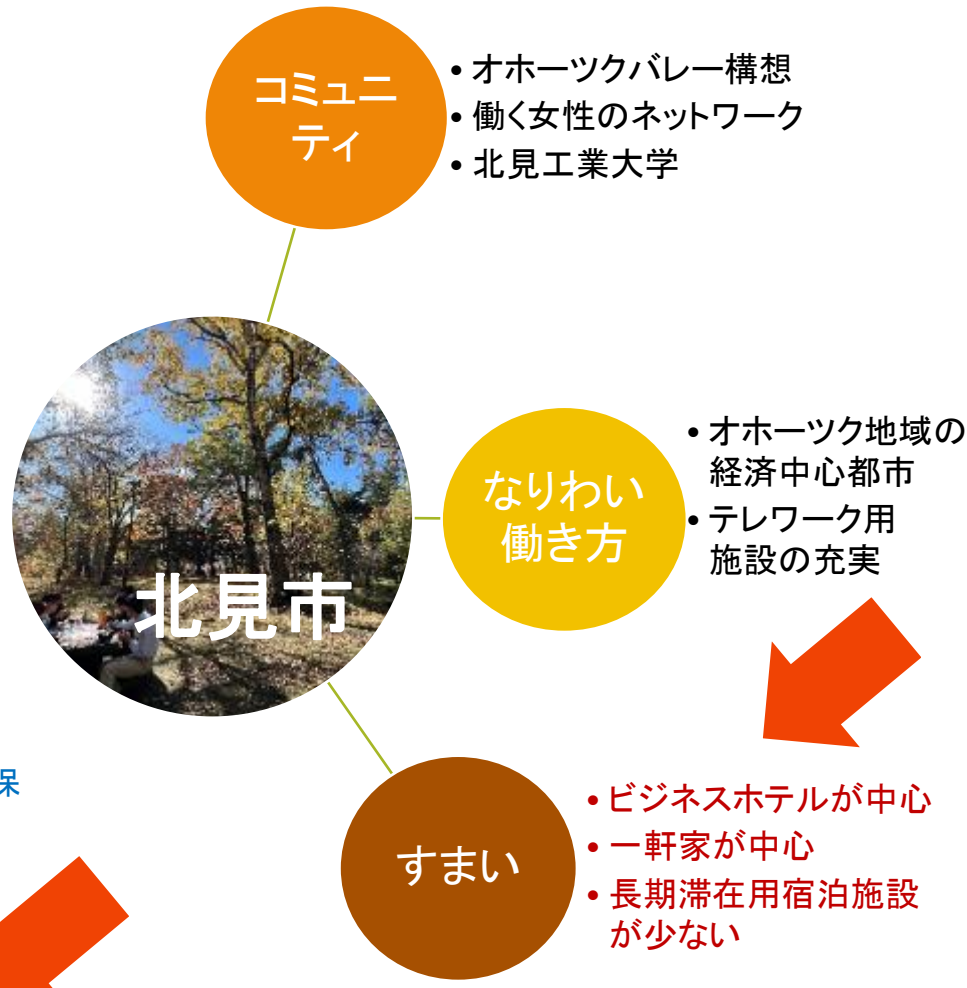 コミュニ
ティ
• オホーツクバレー構想
• 働く女性のネットワーク
• 北見工業大学
北見市
なりわい
働き方
• オホーツク地域の
経済中心都市
• テレワーク用
施設の充実
保
すまい
• ビジネスホテルが中心
• 一軒家が中心
• 長期滞在用宿泊施設
が少ない